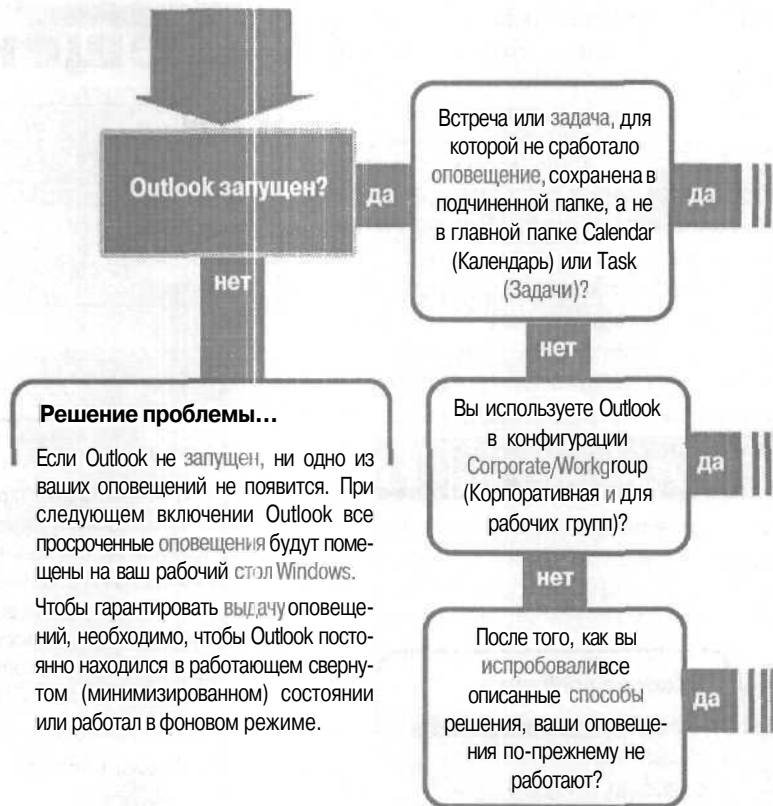 Outlook запущен?
да
нет
Встреча или задача, для
которой не сработало
оповещение, сохранена в
подчиненной папке, а не
в главной папке Calendar
(Календарь) или Task
(Задачи)?
да
нет
Вы используете Outlook
в конфигурации
Corporate/Workgroup
(Корпоративная и для
рабочих групп)?
да
нет
После того, как вы
испробовали все
описанные способы
решения, ваши оповеще-
ния по-прежнему не
работают?
да
Решение проблемы...
Если Outlook не запущен, ни одно из
ваших оповещений не появится. При
следующем включении Outlook все
просроченные оповещения будут поме-
щены на ваш рабочий стол Windows.
Чтобы гарантировать выдачу оповеще-
ний, необходимо, чтобы Outlook посто-
янно находился в работающем сверну-
том (минимизированном) состоянии
или работал в фоновом режиме.